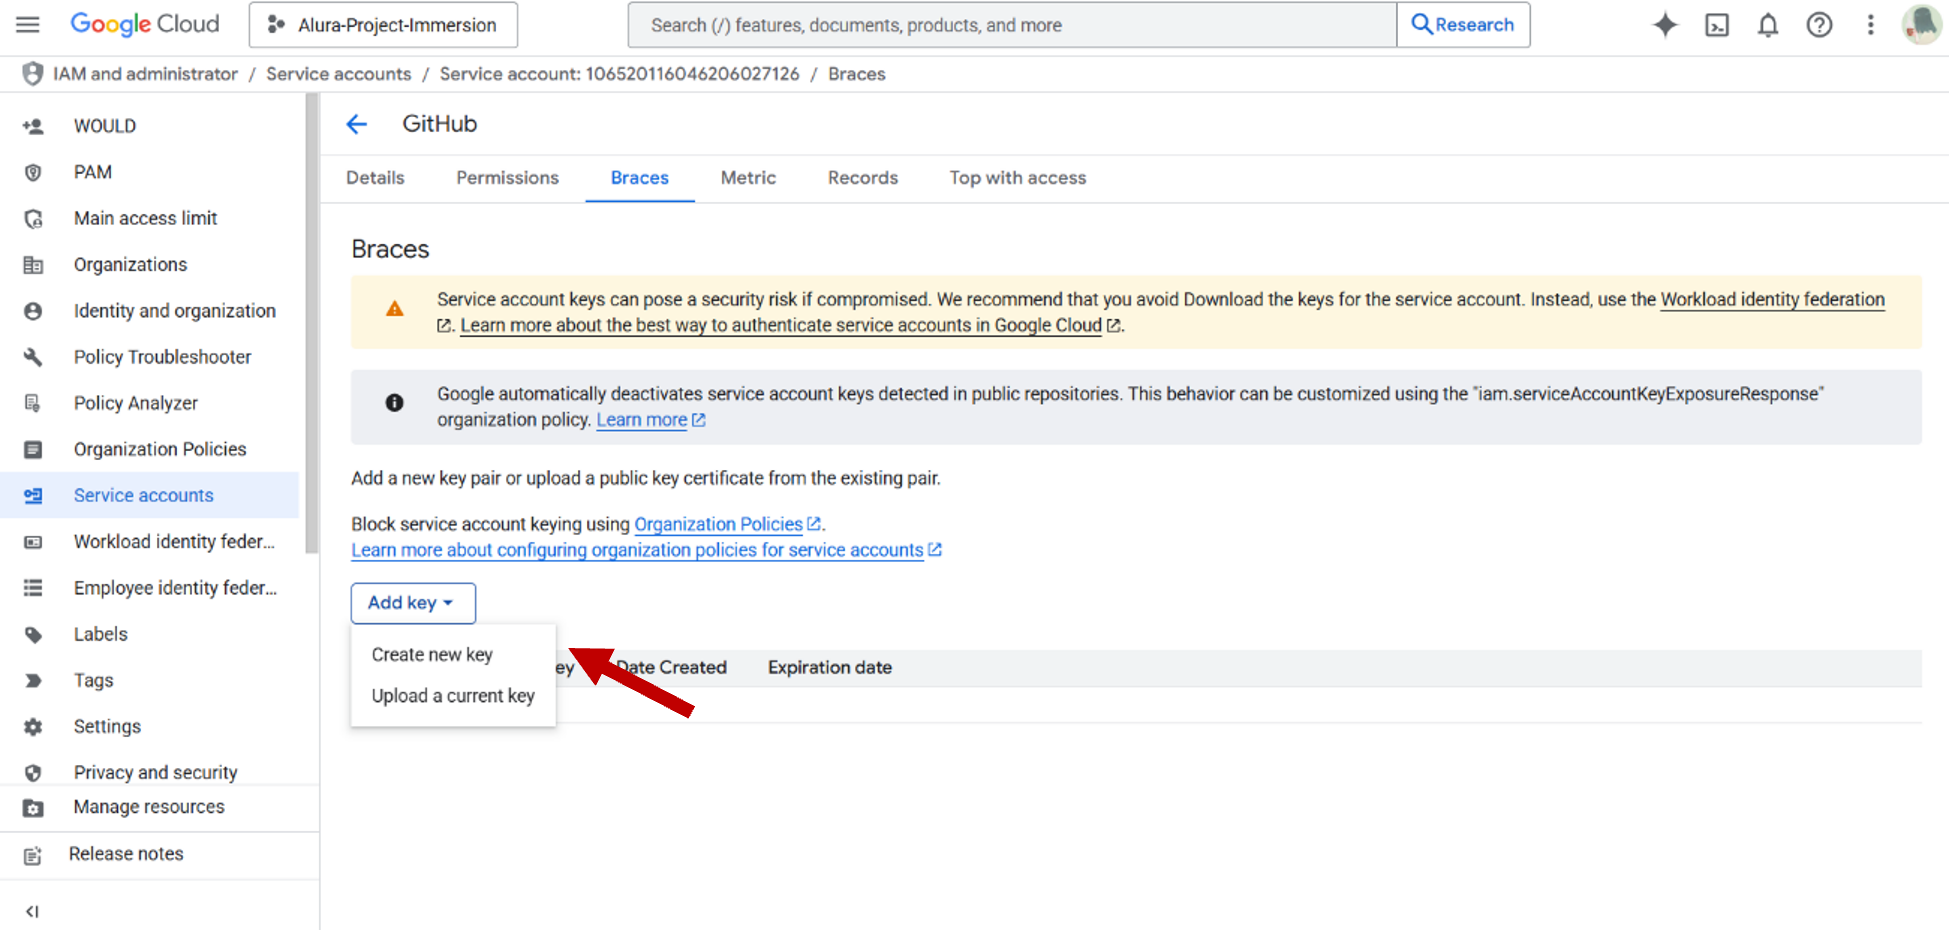 Google Cloud
Alura-Project-Immersion
Search (/) features, documents, products, and more
Research
IAM and administrator / Service accounts / Service account: 106520116046206027126 / Braces
WOULD
PAM
Main access limit
Organizations
Identity and organization
Policy Troubleshooter
Policy Analyzer
Organization Policies
Service accounts
Workload identity feder...
Employee identity feder...
Labels
Tags
Settings
Privacy and security
Manage resources
Release notes
GitHub
Details Permissions Braces Metric Records Top with access
Braces
Service account keys can pose a security risk if compromised. We recommend that you avoid Download the keys for the service account. Instead, use the Workload identity federation
. Learn more about the best way to authenticate service accounts in Google Cloud .
Google automatically deactivates service account keys detected in public repositories. This behavior can be customized using the "iam.serviceAccountKeyExposureResponse"
organization policy. Learn more
Add a new key pair or upload a public key certificate from the existing pair.
Block service account keying using Organization Policies .
Learn more about configuring organization policies for service accounts
Add key
Create new key
Upload a current key
ey Date Created Expiration date